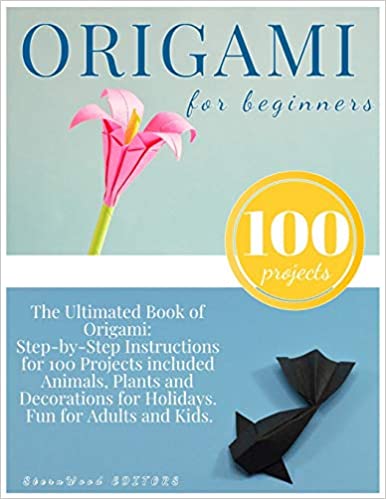 ORIGAMI
for beginners
100
projects
The Ultimated Book of
Origami:
Step-by-Step Instructions
for 100 Projects included
Animals, Plants and
Decorations for Holidays.
Fun for Adults and Kids.
SternWood EDITORS